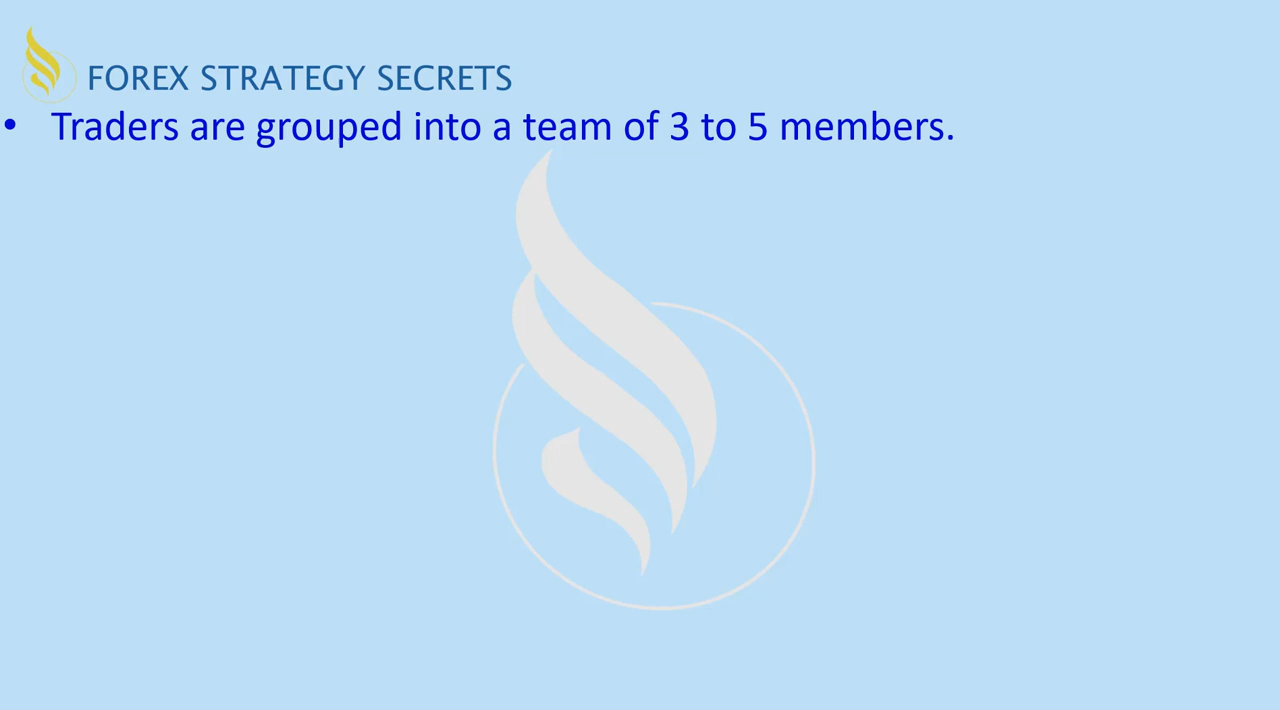 FOREX STRATEGY SECRETS
• Traders are grouped into a team of 3 to 5 members.